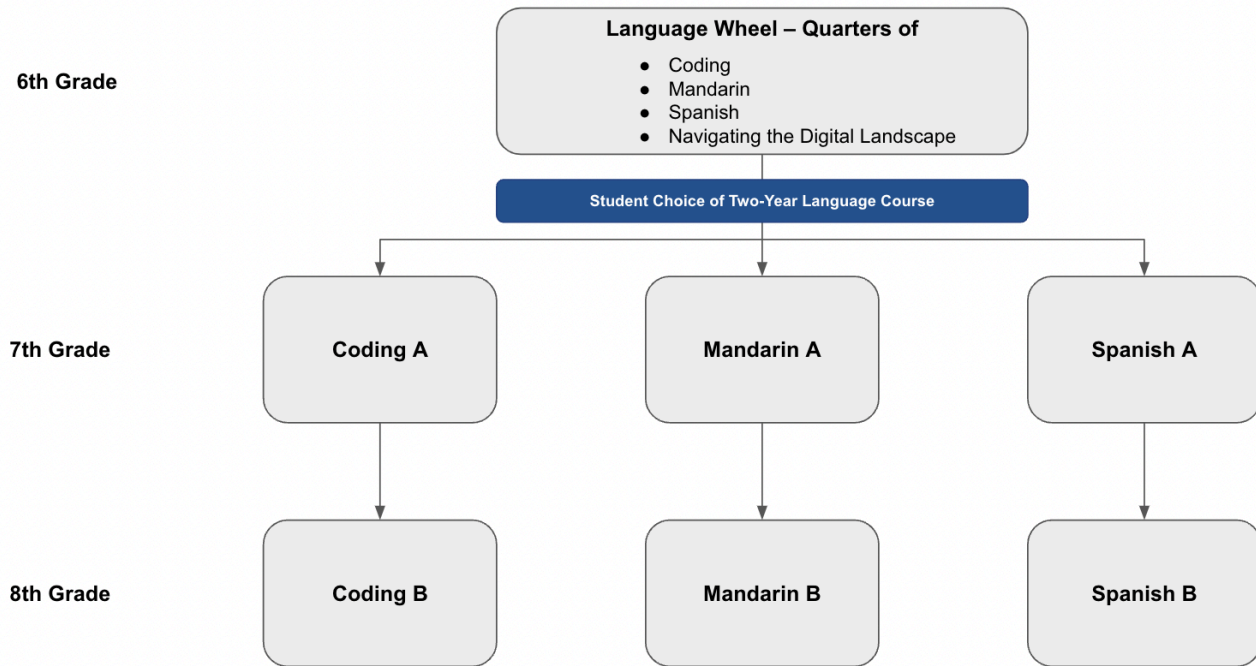 Language Wheel – Quarters of
6th Grade
● Coding
● Mandarin
● Spanish
● Navigating the Digital Landscape
Student Choice of Two-Year Language Course
7th Grade
Coding A
Mandarin A
Spanish A
8th Grade
Coding B
Mandarin B
Spanish B